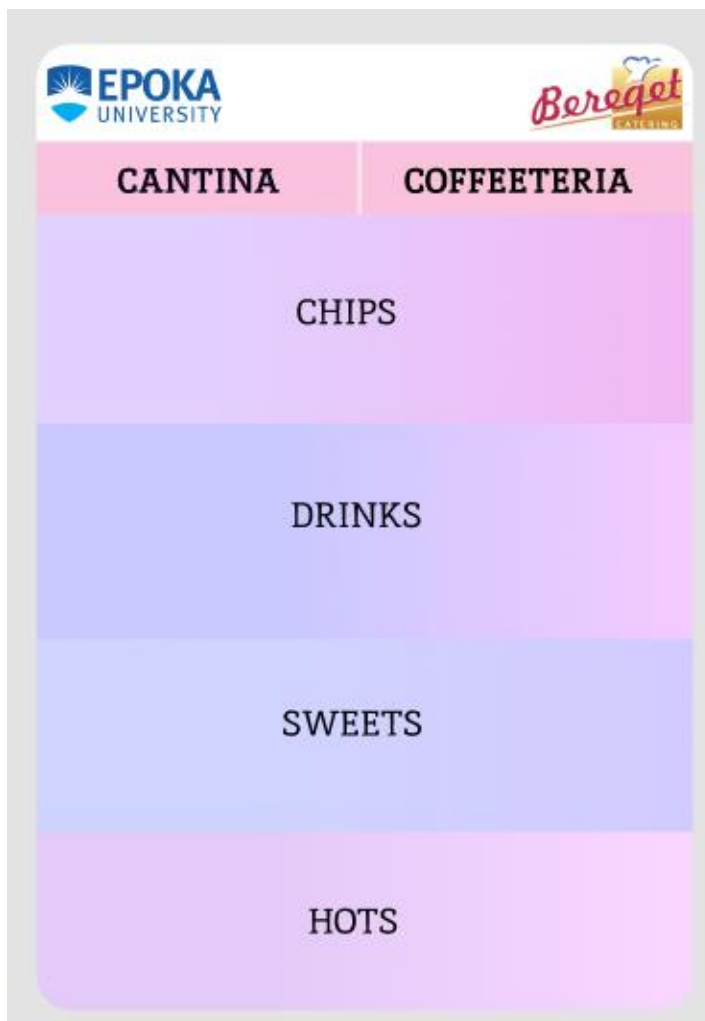 EPOKA
UNIVERSITY
Bereqet
CATERING
CANTINA
COFFEETERIA
CHIPS
DRINKS
SWEETS
HOTS